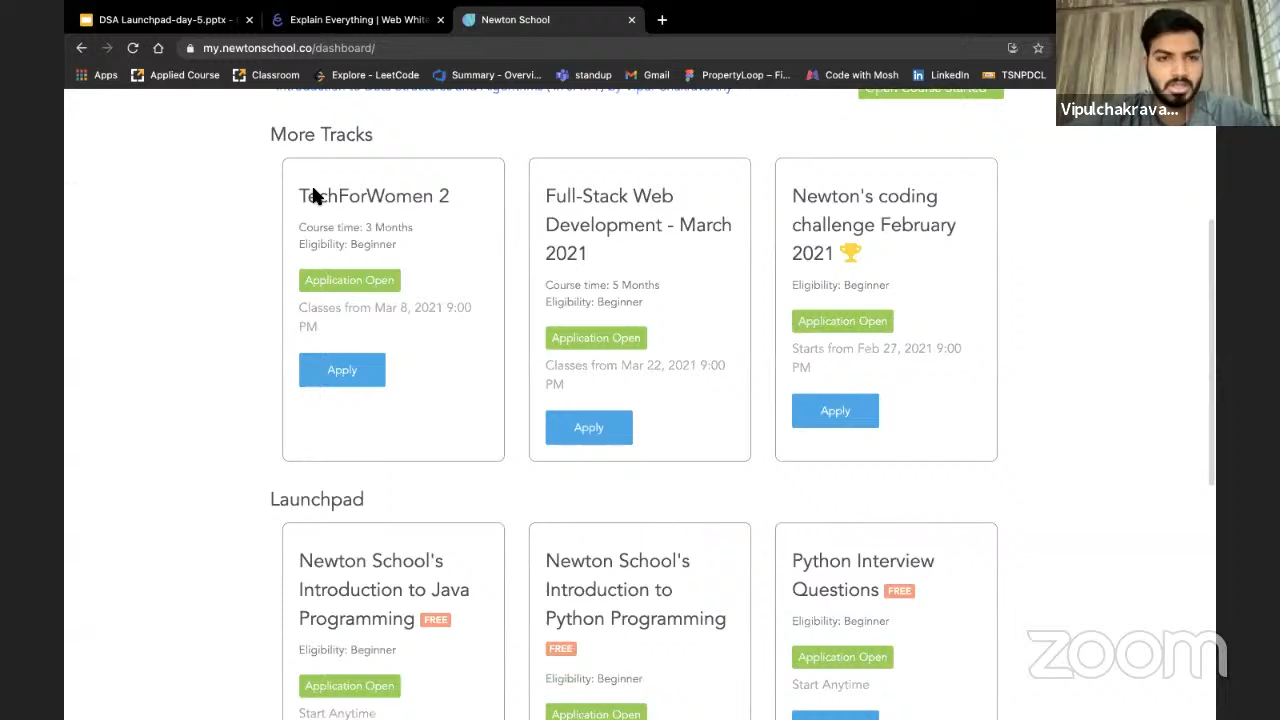 DSA Launchpad-day-5.pptx -
Explain Everything | Web White
Newton School
my.newtonschool.co/dashboard/
Apps
Applied Course
Classroom
Explore - LeetCode
Summary - Overvi...
standup
Gmail
PropertyLoop – Fi...
Code with Mosh
LinkedIn
TSNPDCL
Vipulchakrava...
More Tracks
TechForWomen 2
Course time: 3 Months
Eligibility: Beginner
Application Open
Classes from Mar 8, 2021 9:00
PM
Apply
Full-Stack Web
Development - March
2021
Course time: 5 Months
Eligibility: Beginner
Application Open
Classes from Mar 22, 2021 9:00
PM
Apply
Newton's coding
challenge February
2021
Eligibility: Beginner
Application Open
Starts from Feb 27, 2021 9:00
PM
Apply
Launchpad
Newton School's
Introduction to Java
Programming FREE
Eligibility: Beginner
Application Open
Start Anytime
Newton School's
Introduction to
Python Programming
FREE
Eligibility: Beginner
Application Open
Python Interview
Questions FREE
Eligibility: Beginner
Application Open
Start Anytime
zoom